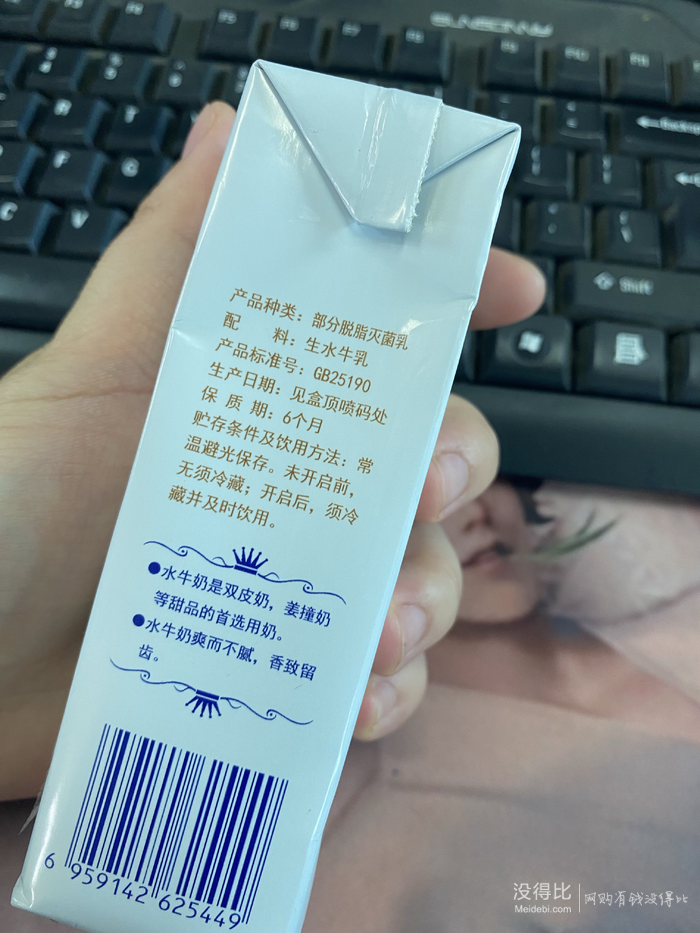 产品种类：部分脱脂灭菌乳
配 料：生水牛乳
产品标准号：GB25190
生产日期：见盒顶喷码处
保 质 期：6个月
贮存条件及饮用方法：常
温避光保存。未开启前，
无须冷藏；开启后，须冷
藏并及时饮用。
●水牛奶是双皮奶，姜撞奶
等甜品的首选用奶。
●水牛奶爽而不腻，香致留
齿。
6 959142 625449
Shift
没得比 网购有钱没得比
Meidebi.com